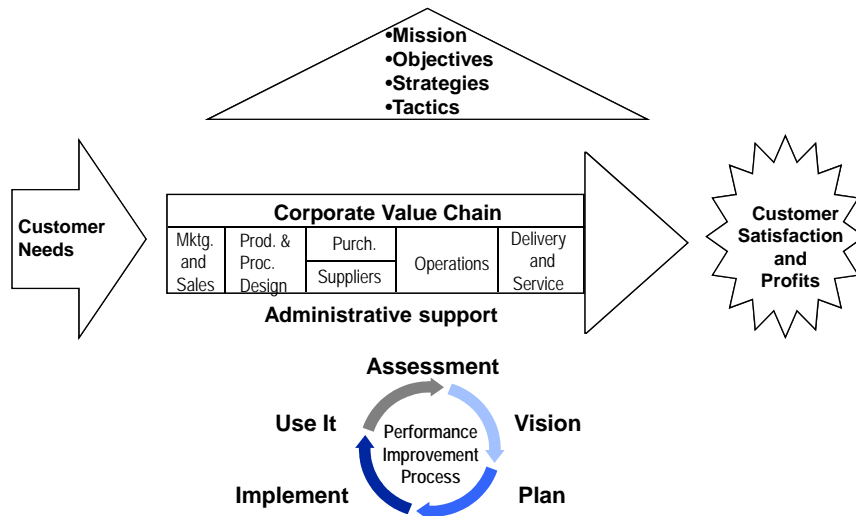 •Mission
•Objectives
•Strategies
•Tactics
Customer
Needs
Corporate Value Chain
Mktg.
and
Sales
Prod. &
Proc.
Design
Purch.
Suppliers
Operations
Delivery
and
Service
Administrative support
Customer
Satisfaction
and
Profits
Assessment
Use It
Vision
Performance
Improvement
Process
Implement
Plan